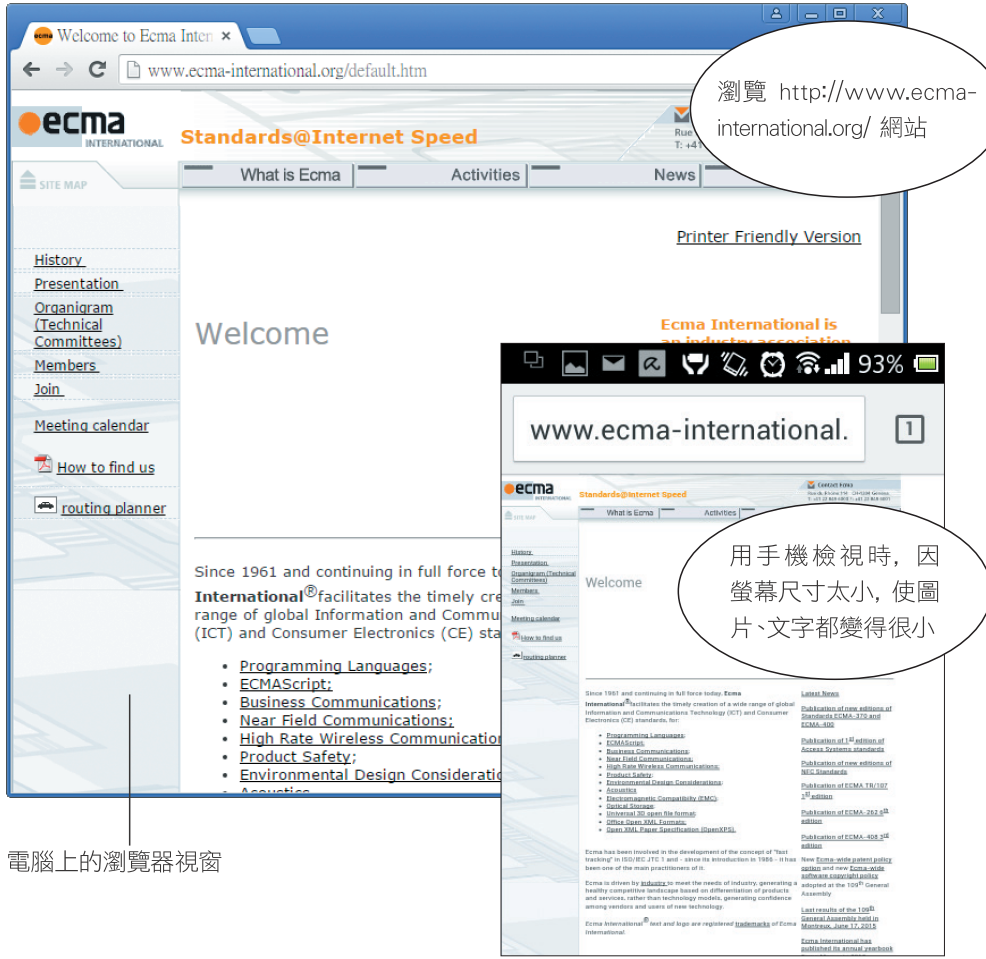 Welcome to Ecma Inter
www.ecma-international.org/default.htm
瀏覽 http://www.ecma-
international.org/ 網站
ecma
INTERNATIONAL
Standards@Internet Speed
Rue
T: +41
SITE MAP
What is Ecma
Activities
News
Printer Friendly Version
History
Presentation
Organigram
(Technical
Committees)
Members
Join
Meeting calendar
How to find us
routing planner
Welcome
Ecma International is
an industry association
Since 1961 and continuing in full force to
International® facilitates the timely cre
range of global Information and Commu
(ICT) and Consumer Electronics (CE) sta
• Programming Languages;
• ECMAScript;
• Business Communications;
• Near Field Communications;
• High Rate Wireless Communication
• Product Safety;
• Environmental Design Consideratio
• Acoustics
電腦上的瀏覽器視窗
93%
www.ecma-international.
1
ecma
INTERNATIONAL
Standards@Internet Speed
Contact Ecma
SITE MAP
What is Ecma
Activities
用手機檢視時, 因
螢幕尺寸太小, 使圖
片、文字都變得很小
History
Presentation
Organigram (Technical
Committees)
Members
Join
Meeting calendar
How to find us
routing planner
Welcome
Since 1961 and continuing in full force today, Ecma
International® facilitates the timely creation of a wide range of global
Information and Communications Technology (ICT) and Consumer
Electronics (CE) standards, for:
• Programming Languages;
• ECMAScript;
• Business Communications;
• Near Field Communications;
• High Rate Wireless Communications;
• Product Safety;
• Environmental Design Considerations;
• Acoustics
• Electromagnetic Compatibility (EMC);
• Optical Storage;
• Universal 3D open file format;
• Office Open XML Formats;
• Open XML Paper Specification (OpenXPS).
Ecma has been involved in the development of the concept of "fast
tracking" in ISO/IEC JTC 1 and - since its introduction in 1986 - it has
been one of the main practitioners of it.
Ecma is driven by industry to meet the needs of industry, generating a
healthy competitive landscape based on differentiation of products
and services, rather than technology models, generating confidence
among vendors and users of new technology.
Ecma International® text and logo are registered trademarks of Ecma
International.
Latest News
Publication of new editions of
Standards ECMA-370 and
ECMA-400
Publication of 1st edition of
Access Systems standards
Publication of new editions of
NFC Standards
Publication of ECMA TR/107
1st edition
Publication of ECMA-262 6th
edition
Publication of ECMA-408 3rd
edition
New Ecma-wide patent policy
option and new Ecma-wide
software copyright policy
adopted at the 109th General
Assembly
Last results of the 109th
General Assembly held in
Montreux, June 17, 2015
Ecma International has
published its annual yearbook